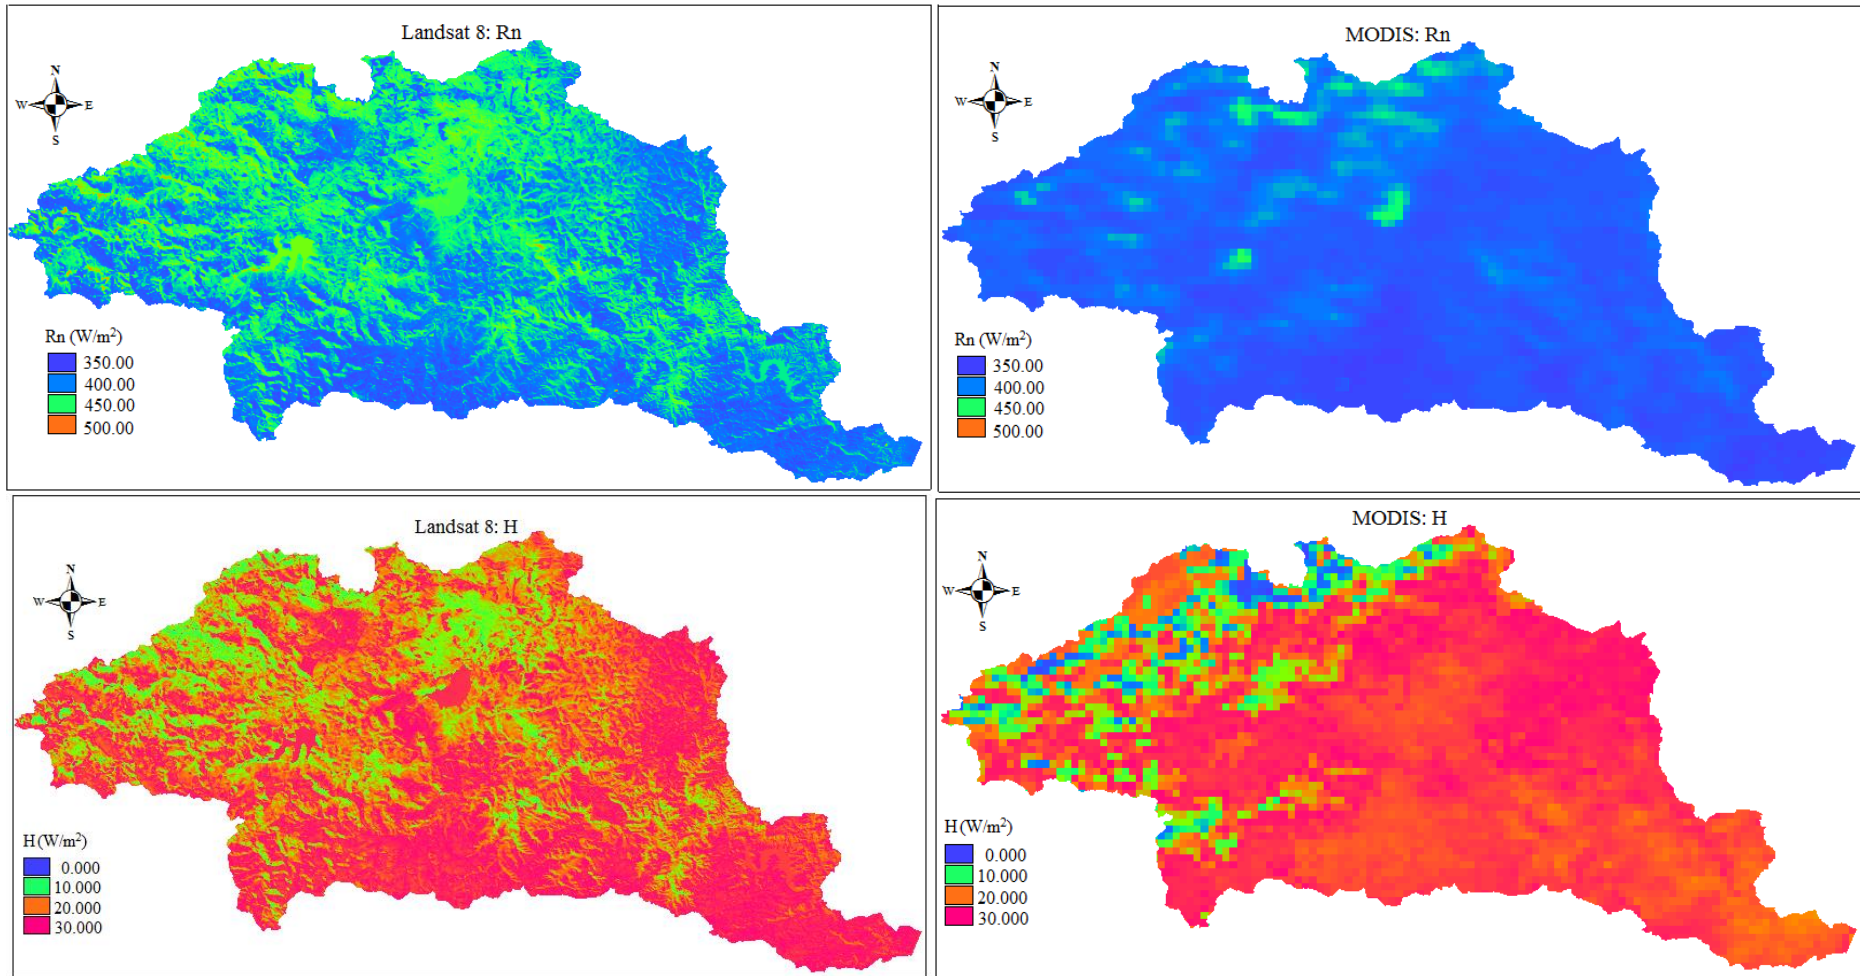 Landsat 8: Rn
N
W E
S
Rn (W/m²)
350.00
400.00
450.00
500.00
MODIS: Rn
N
W E
S
Rn (W/m²)
350.00
400.00
450.00
500.00
Landsat 8: H
N
W E
S
H (W/m²)
0.000
10.000
20.000
30.000
MODIS: H
N
W E
S
H (W/m²)
0.000
10.000
20.000
30.000